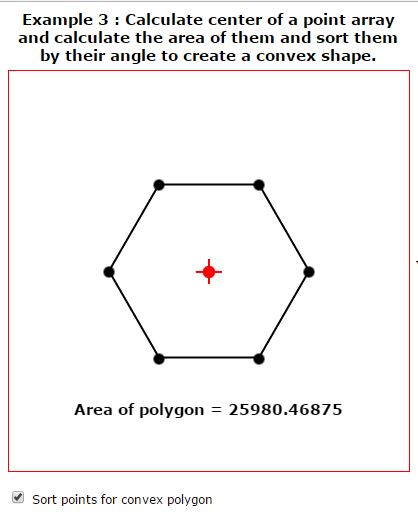 Example 3 : Calculate center of a point array
and calculate the area of them and sort them
by their angle to create a convex shape.
Area of polygon = 25980.46875
Sort points for convex polygon